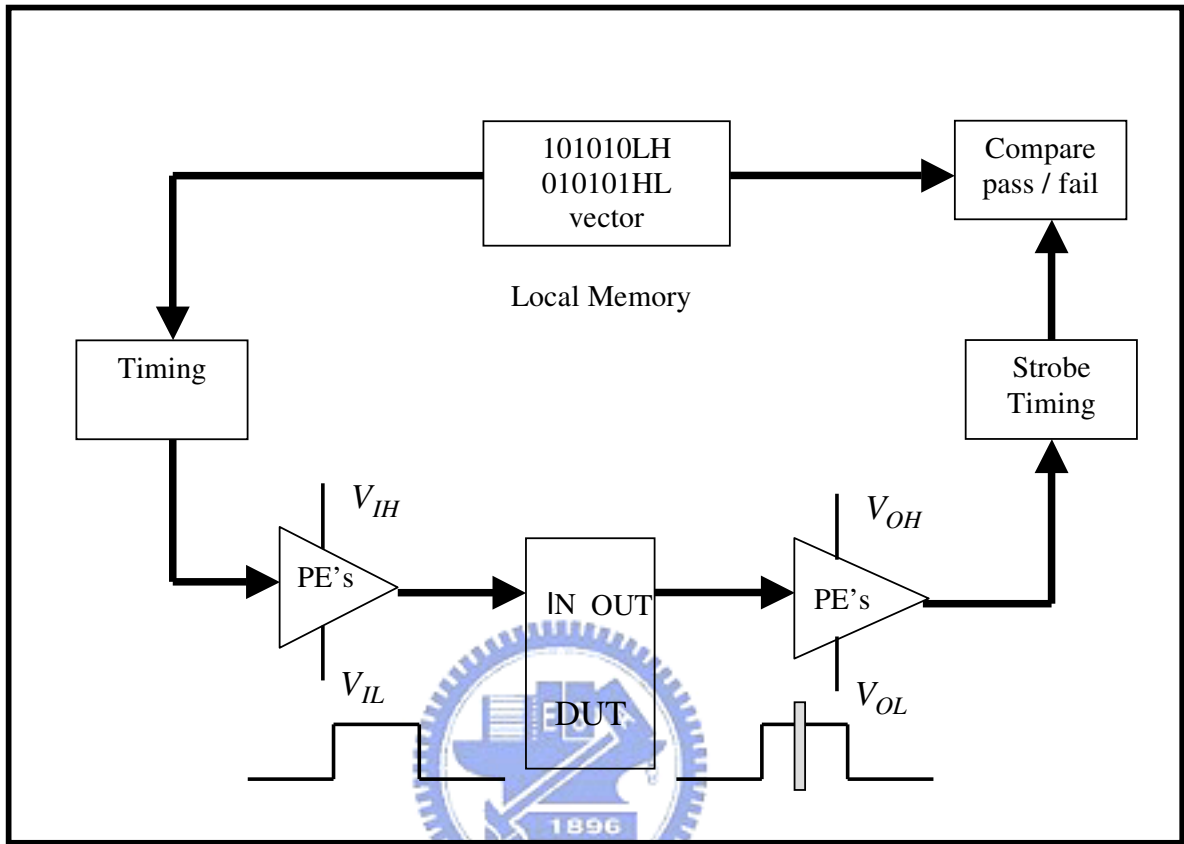 101010LH
010101HL
vector
Compare
pass / fail
Local Memory
Timing
Strobe
Timing
V_IH
V_OH
PE's
IN OUT
PE's
V_IL
DUT
V_OL
1896